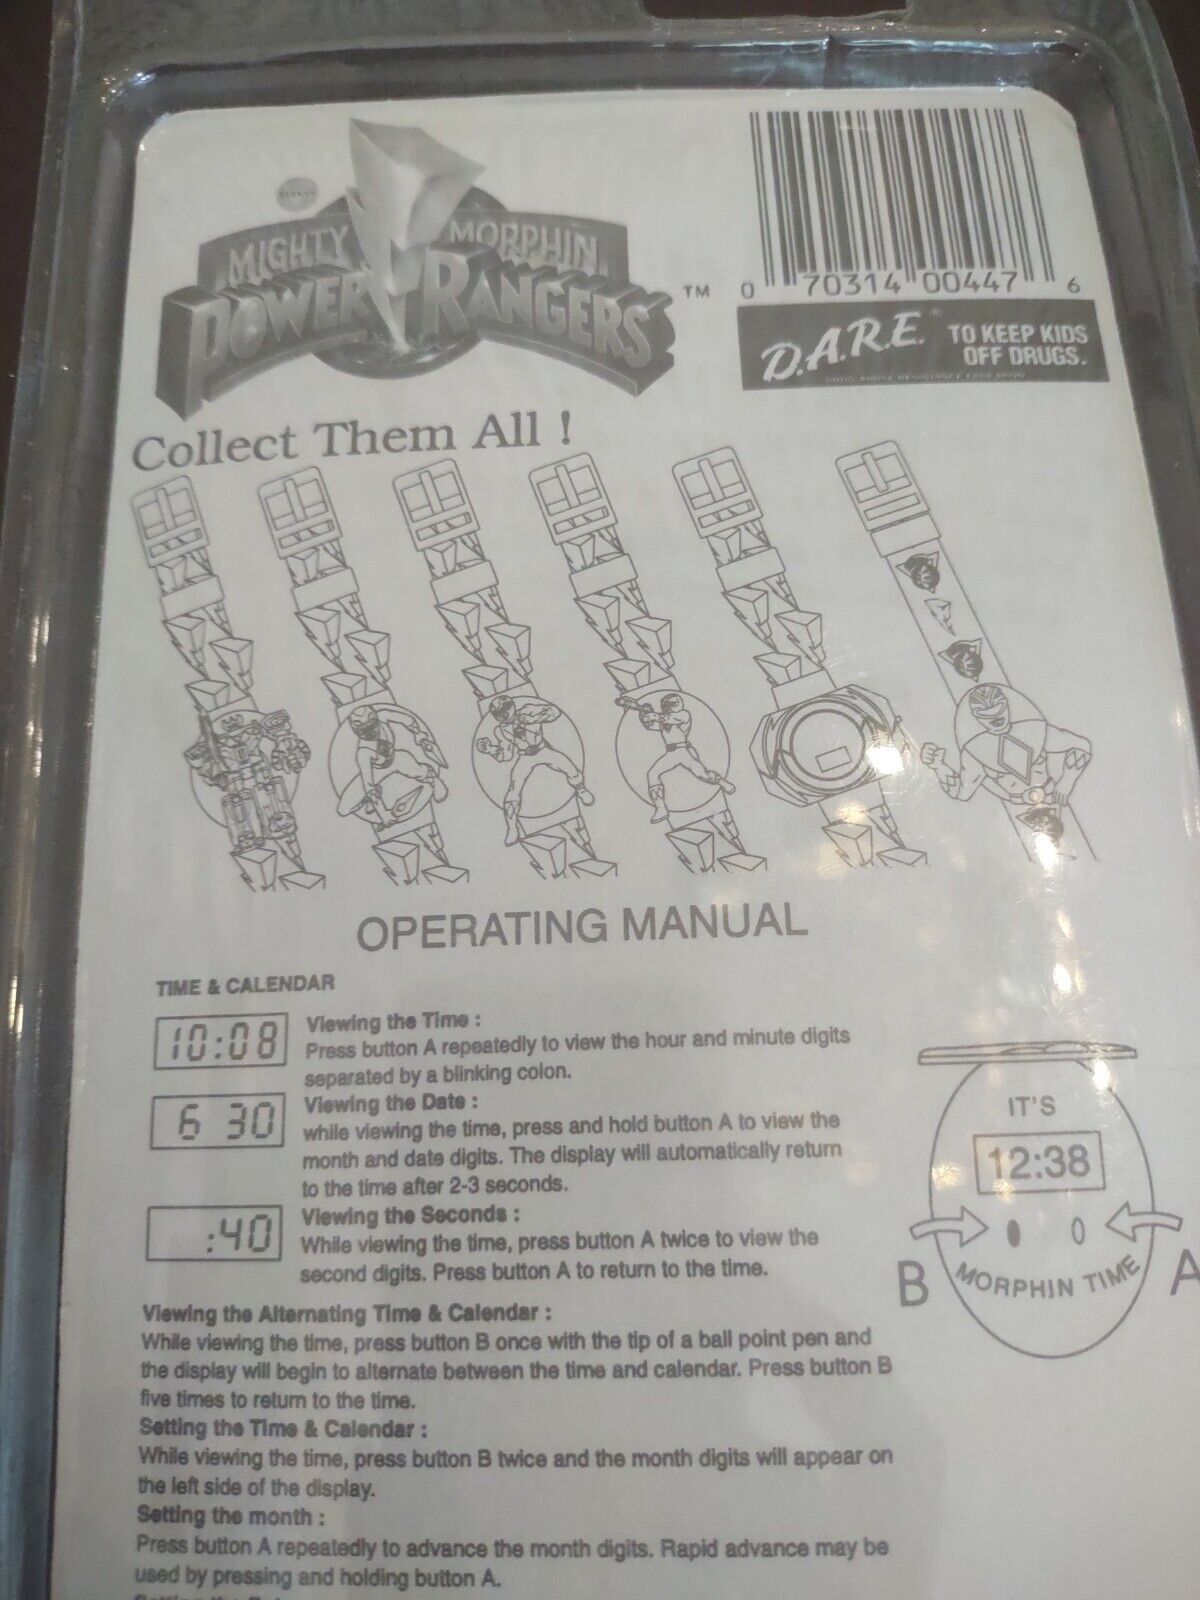 MIGHTY MORPHIN
POWER RANGERS ™
0 70314 00447 6
D.A.R.E.® TO KEEP KIDS
OFF DRUGS.
DRUG ABUSE RESISTANCE EDUCATION
Collect Them All !
OPERATING MANUAL
TIME & CALENDAR
10:08
Viewing the Time :
Press button A repeatedly to view the hour and minute digits
separated by a blinking colon.
6 30
Viewing the Date :
while viewing the time, press and hold button A to view the
month and date digits. The display will automatically return
to the time after 2-3 seconds.
:40
Viewing the Seconds :
While viewing the time, press button A twice to view the
second digits. Press button A to return to the time.
IT'S
12:38
B
A
MORPHIN TIME
Viewing the Alternating Time & Calendar :
While viewing the time, press button B once with the tip of a ball point pen and
the display will begin to alternate between the time and calendar. Press button B
five times to return to the time.
Setting the Time & Calendar :
While viewing the time, press button B twice and the month digits will appear on
the left side of the display.
Setting the month :
Press button A repeatedly to advance the month digits. Rapid advance may be
used by pressing and holding button A.